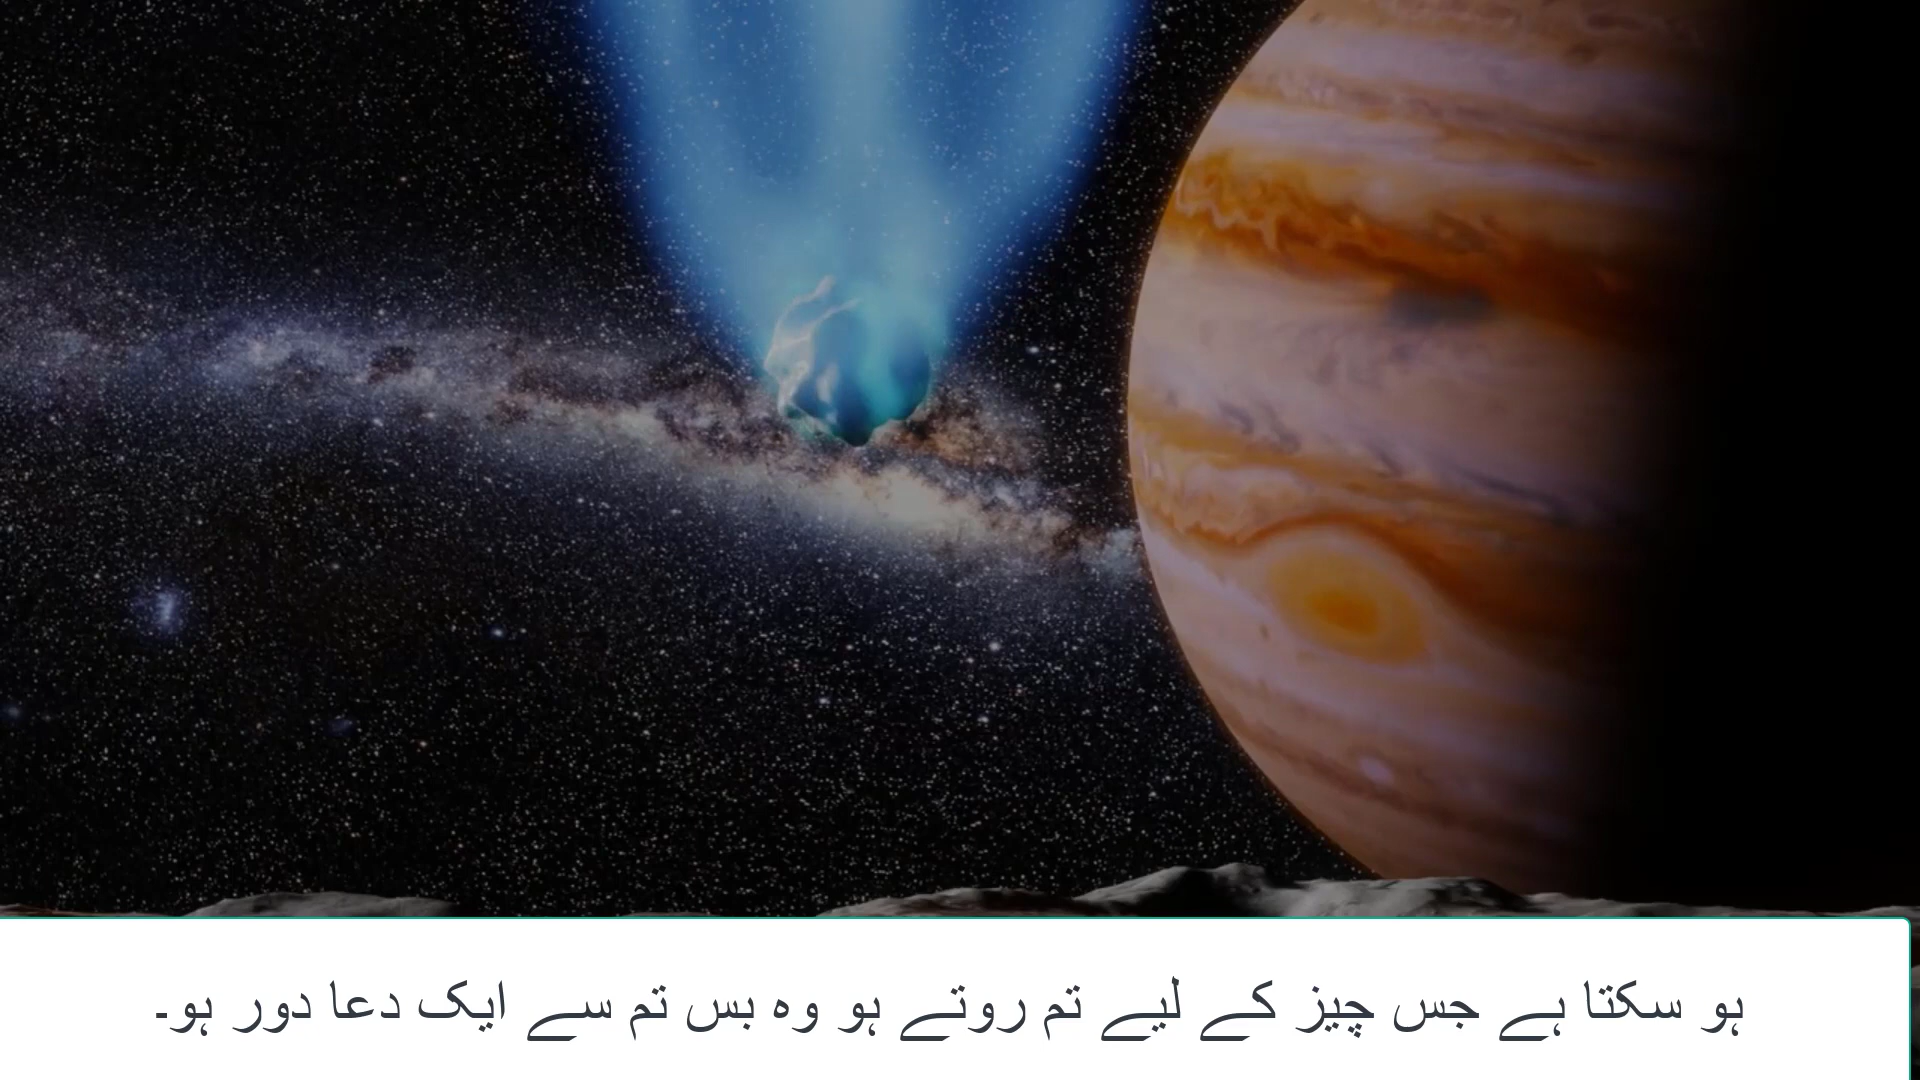 ہو سکتا ہے جس چیز کے لیے تم روتے ہو وہ بس تم سے ایک دعا دور ہو۔